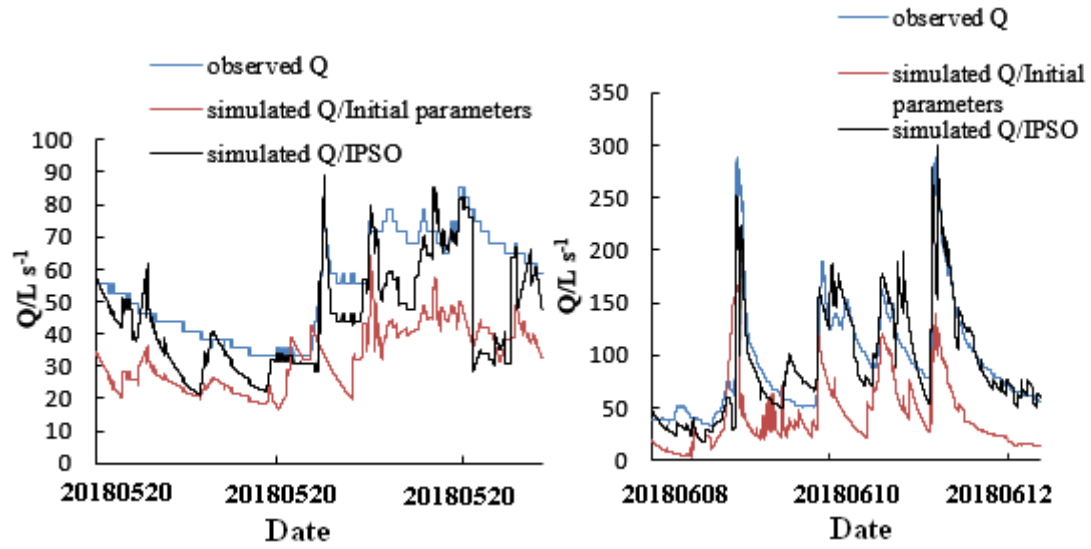 observed Q
simulated Q/Initial parameters
simulated Q/IPSO
100
90
80
70
60
50
40
30
20
10
0
Q/L s-1
20180520
20180520
20180520
Date
observed Q
simulated Q/Initial
parameters
simulated Q/IPSO
350
300
250
200
150
100
50
0
Q/L s-1
20180608
20180610
20180612
Date